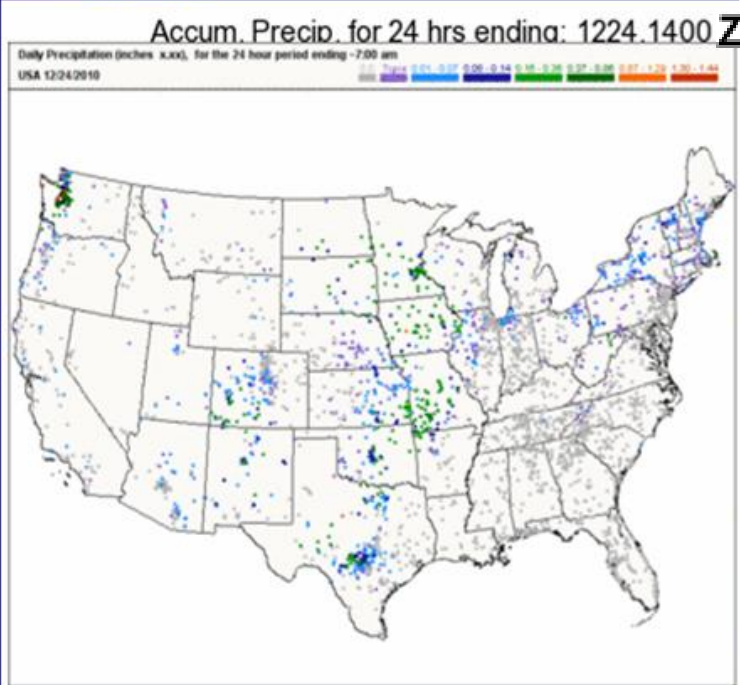 Accum. Precip. for 24 hrs ending: 1224.1400 Z
Daily Precipitation (inches x.xx), for the 24 hour period ending ~7:00 am
USA 12/24/2010
0.0 Trace 0.01 - 0.07 0.08 - 0.14 0.15 - 0.36 0.37 - 0.86 0.87 - 1.29 1.30 - 1.44